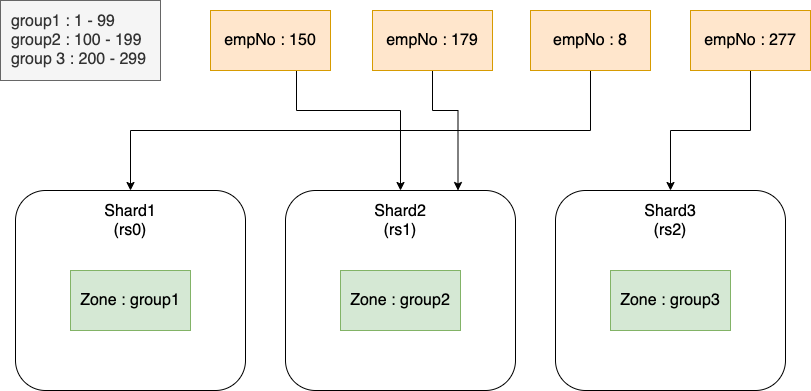 group1 : 1 - 99
group2 : 100 - 199
group 3 : 200 - 299
empNo : 150
empNo : 179
empNo : 8
empNo : 277
Shard1
(rs0)
Shard2
(rs1)
Shard3
(rs2)
Zone : group1
Zone : group2
Zone : group3